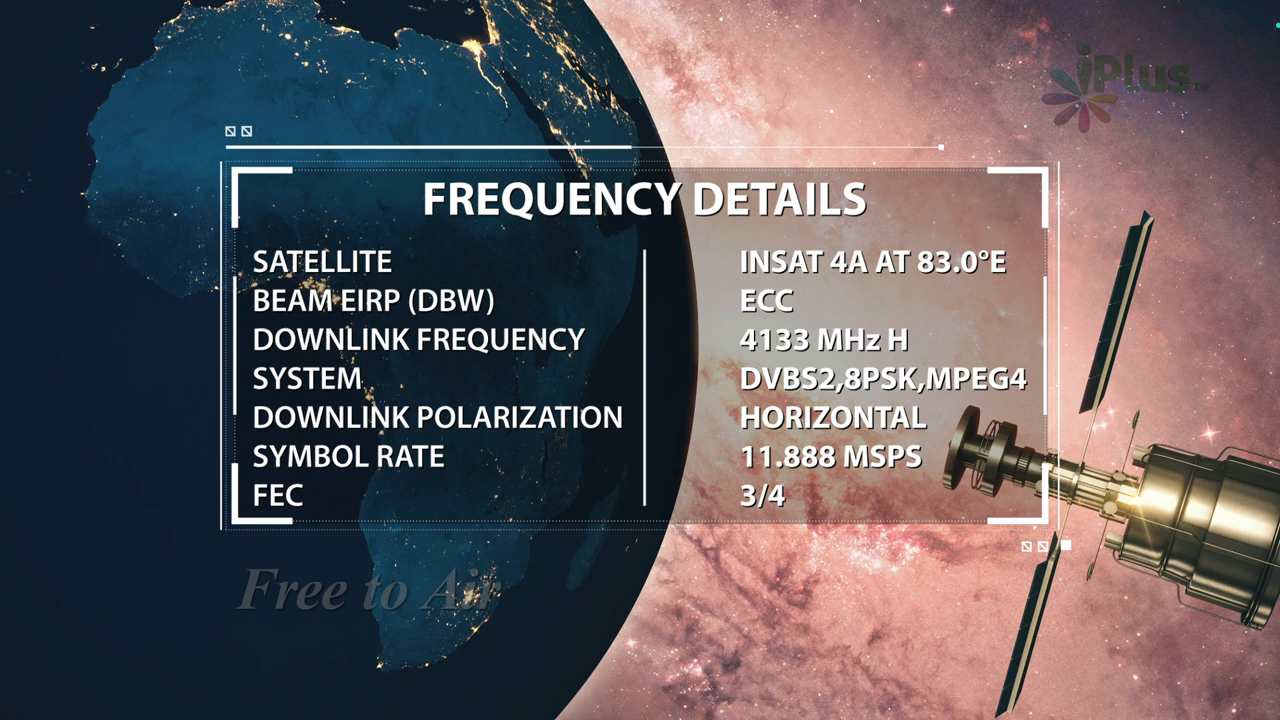 iPlus tv
FREQUENCY DETAILS
SATELLITE INSAT 4A AT 83.0°E
BEAM EIRP (DBW) ECC
DOWNLINK FREQUENCY 4133 MHz H
SYSTEM DVBS2,8PSK,MPEG4
DOWNLINK POLARIZATION HORIZONTAL
SYMBOL RATE 11.888 MSPS
FEC 3/4
Free to Air